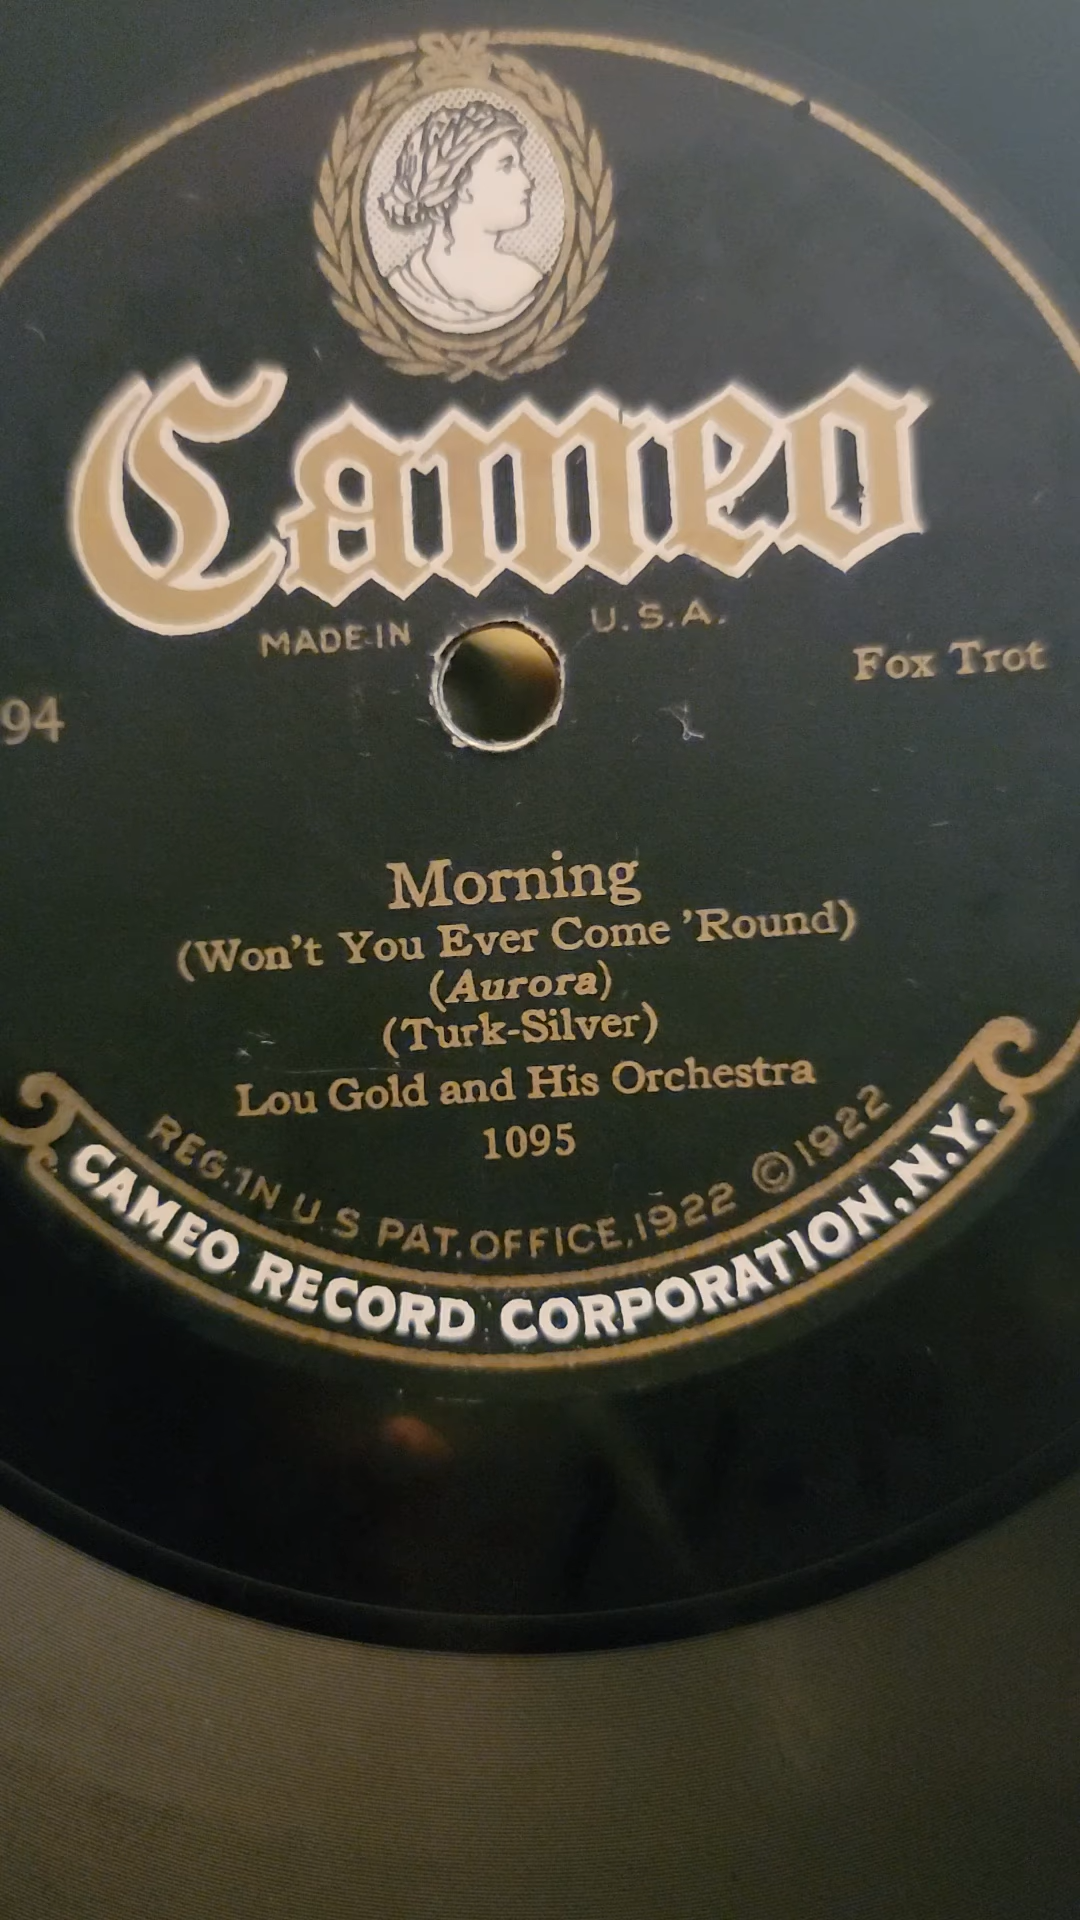 Cameo
MADE IN U.S.A.
Fox Trot
94
Morning
(Won't You Ever Come 'Round)
(Aurora)
(Turk-Silver)
Lou Gold and His Orchestra
1095
REG. IN U.S. PAT. OFFICE, 1922 © 1922
CAMEO RECORD CORPORATION, N.Y.